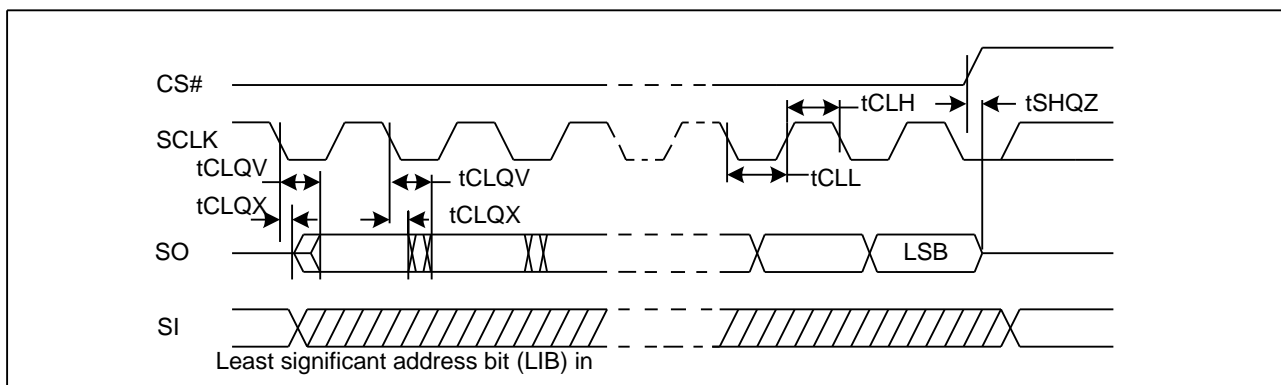 CS#
tCLH
tSHQZ
SCLK
tCLQV
tCLQV
tCLL
tCLQX
tCLQX
SO
LSB
SI
Least significant address bit (LIB) in